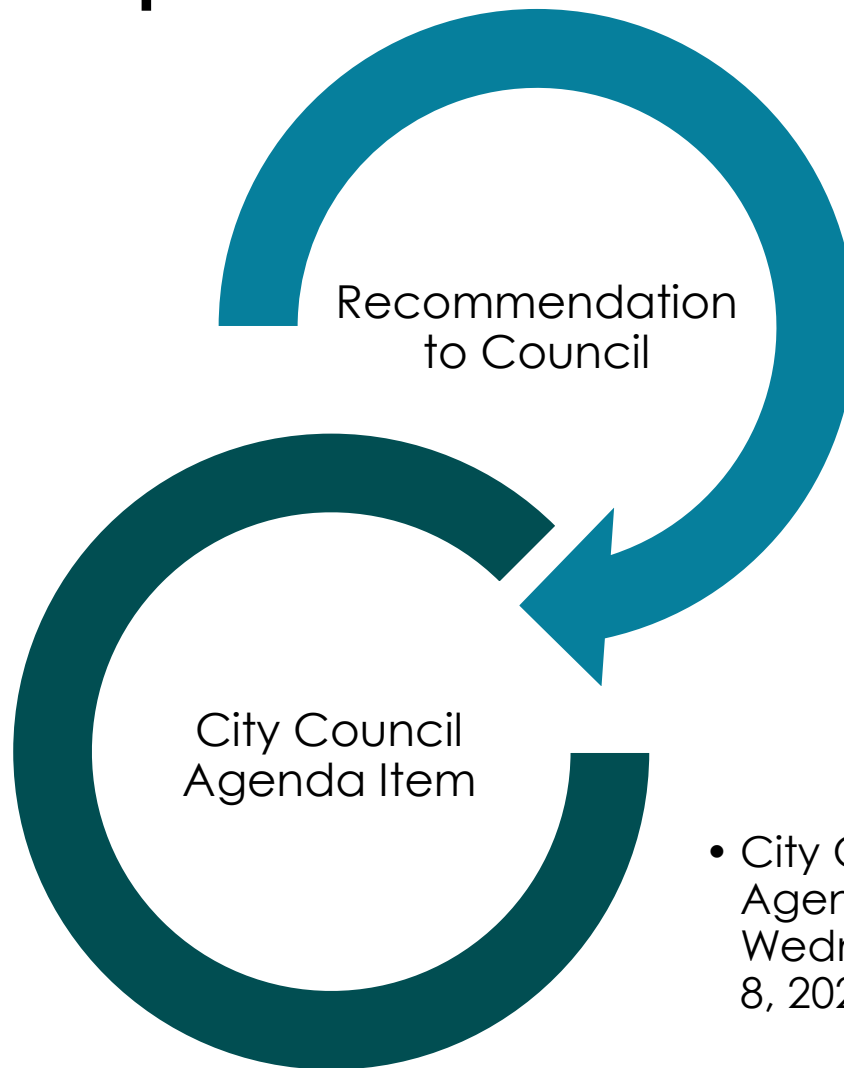 Recommendation
to Council
City Council
Agenda Item
• City
8,